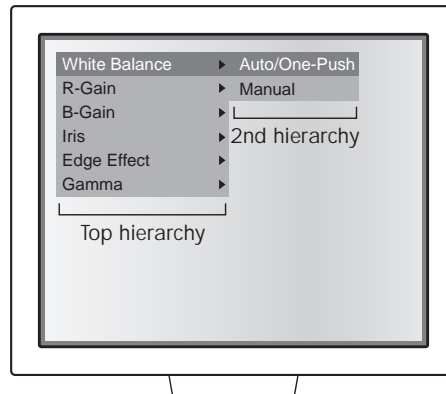 White Balance Auto/One-Push
R-Gain Manual
B-Gain
Iris 2nd hierarchy
Edge Effect
Gamma
Top hierarchy